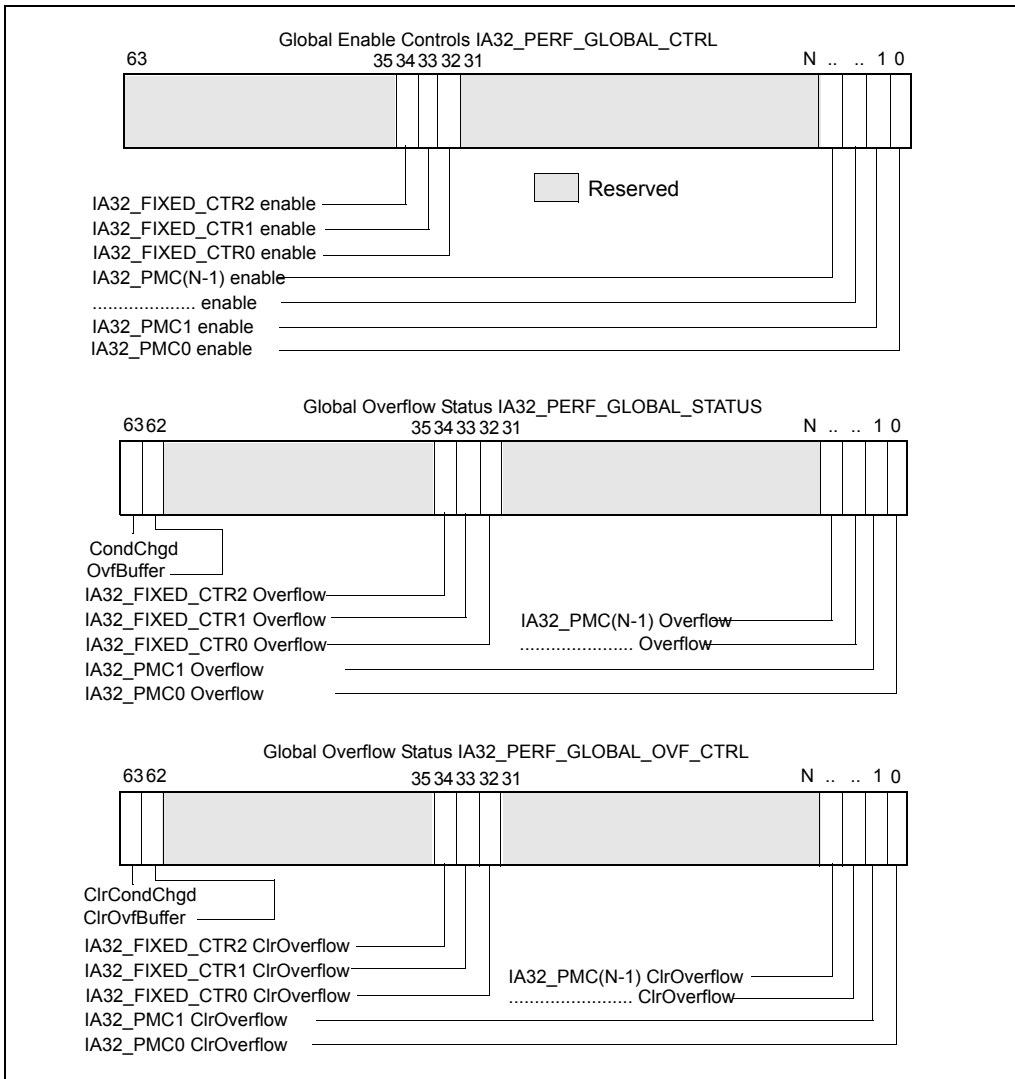 Global Enable Controls IA32_PERF_GLOBAL_CTRL
63 35 34 33 32 31 N .. .. 1 0
Reserved
IA32_FIXED_CTR2 enable
IA32_FIXED_CTR1 enable
IA32_FIXED_CTR0 enable
IA32_PMC(N-1) enable
.................... enable
IA32_PMC1 enable
IA32_PMC0 enable
Global Overflow Status IA32_PERF_GLOBAL_STATUS
63 62 35 34 33 32 31 N .. .. 1 0
CondChgd
OvfBuffer
IA32_FIXED_CTR2 Overflow
IA32_FIXED_CTR1 Overflow IA32_PMC(N-1) Overflow
IA32_FIXED_CTR0 Overflow ...................... Overflow
IA32_PMC1 Overflow
IA32_PMC0 Overflow
Global Overflow Status IA32_PERF_GLOBAL_OVF_CTRL
63 62 35 34 33 32 31 N .. .. 1 0
ClrCondChgd
ClrOvfBuffer
IA32_FIXED_CTR2 ClrOverflow
IA32_FIXED_CTR1 ClrOverflow IA32_PMC(N-1) ClrOverflow
IA32_FIXED_CTR0 ClrOverflow ........................ ClrOverflow
IA32_PMC1 ClrOverflow
IA32_PMC0 ClrOverflow